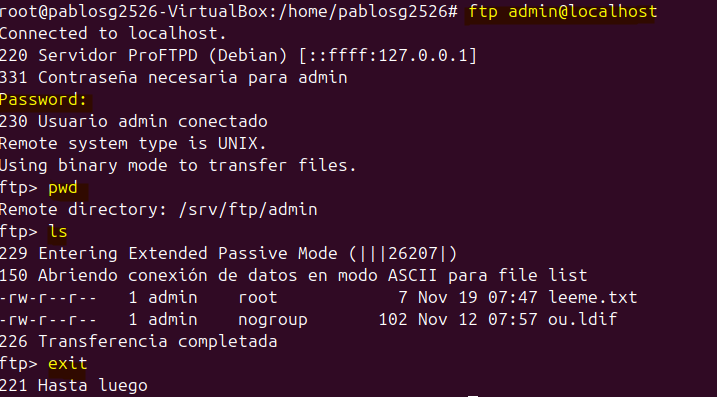 root@pablosg2526-VirtualBox:/home/pablosg2526# ftp admin@localhost
Connected to localhost.
220 Servidor ProFTPD (Debian) [::ffff:127.0.0.1]
331 Contraseña necesaria para admin
Password:
230 Usuario admin conectado
Remote system type is UNIX.
Using binary mode to transfer files.
ftp> pwd
Remote directory: /srv/ftp/admin
ftp> ls
229 Entering Extended Passive Mode (|||26207|)
150 Abriendo conexión de datos en modo ASCII para file list
-rw-r--r--   1 admin    root            7 Nov 19 07:47 leeme.txt
-rw-r--r--   1 admin    nogroup       102 Nov 12 07:57 ou.ldif
226 Transferencia completada
ftp> exit
221 Hasta luego